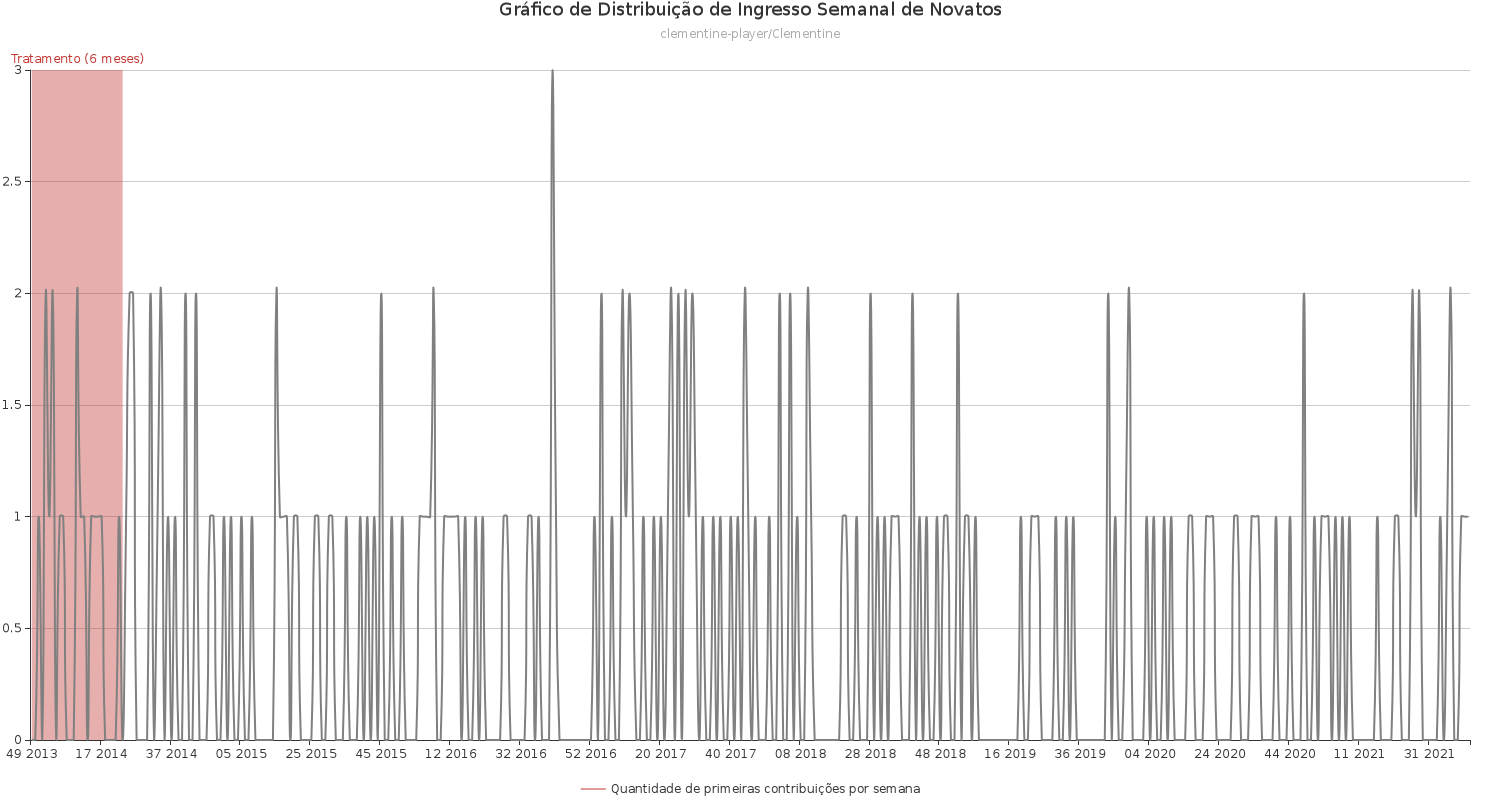 Gráfico de Distribuição de Ingresso Semanal de Novatos
clementine-player/Clementine
Tratamento (6 meses)
3
2.5
2
1.5
1
0.5
0
49 2013 17 2014 37 2014 05 2015 25 2015 45 2015 12 2016 32 2016 52 2016 20 2017 40 2017 08 2018 28 2018 48 2018 16 2019 36 2019 04 2020 24 2020 44 2020 11 2021 31 2021
Quantidade de primeiras contribuições por semana